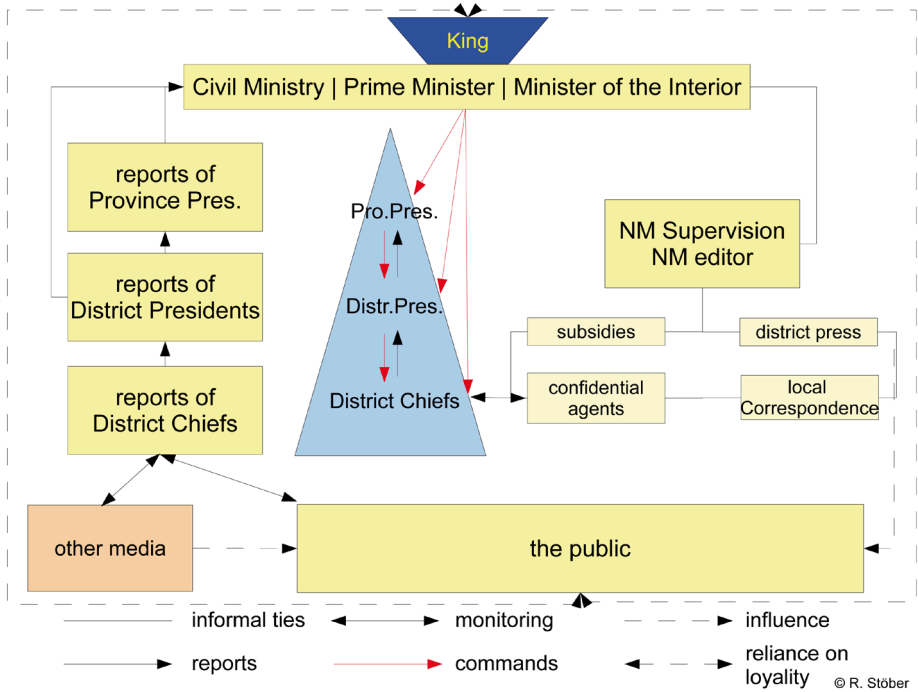 King
Civil Ministry | Prime Minister | Minister of the Interior
reports of
Province Pres.
Pro.Pres.
NM Supervision
NM editor
reports of
District Presidents
Distr.Pres.
subsidies
district press
reports of
District Chiefs
District Chiefs
confidential
agents
local
Correspondence
other media
the public
informal ties
monitoring
influence
reports
commands
reliance on
loyality
© R. Stöber